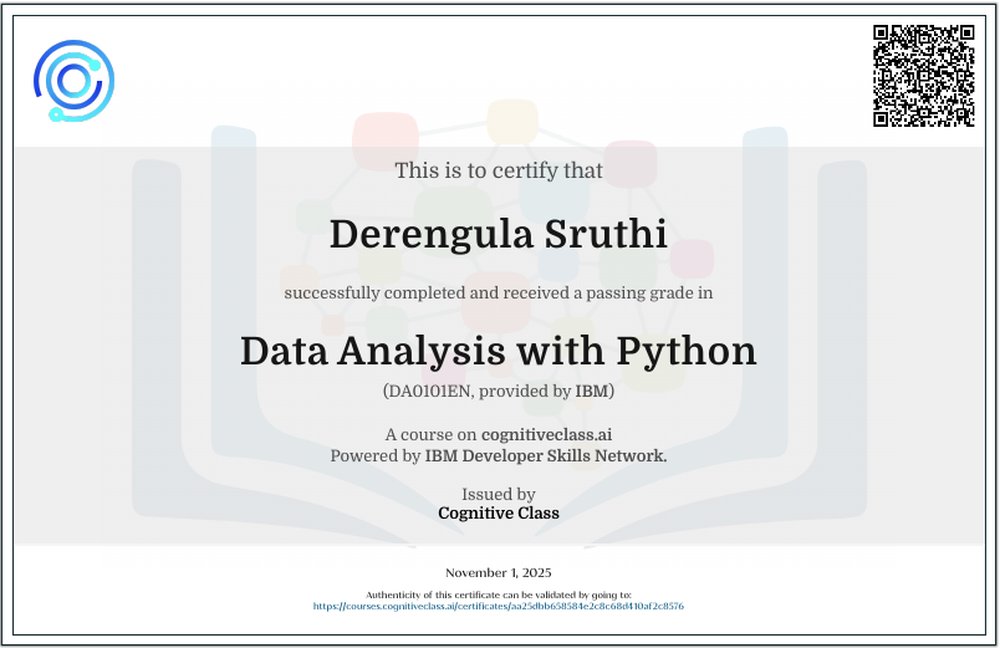 This is to certify that
Derengula Sruthi
successfully completed and received a passing grade in
Data Analysis with Python
(DA0101EN, provided by IBM)
A course on cognitiveclass.ai
Powered by IBM Developer Skills Network.
Issued by
Cognitive Class
November 1, 2025
Authenticity of this certificate can be validated by going to:
https://courses.cognitiveclass.ai/certificates/aa25dbb658584e2c8c68d410af2c8576